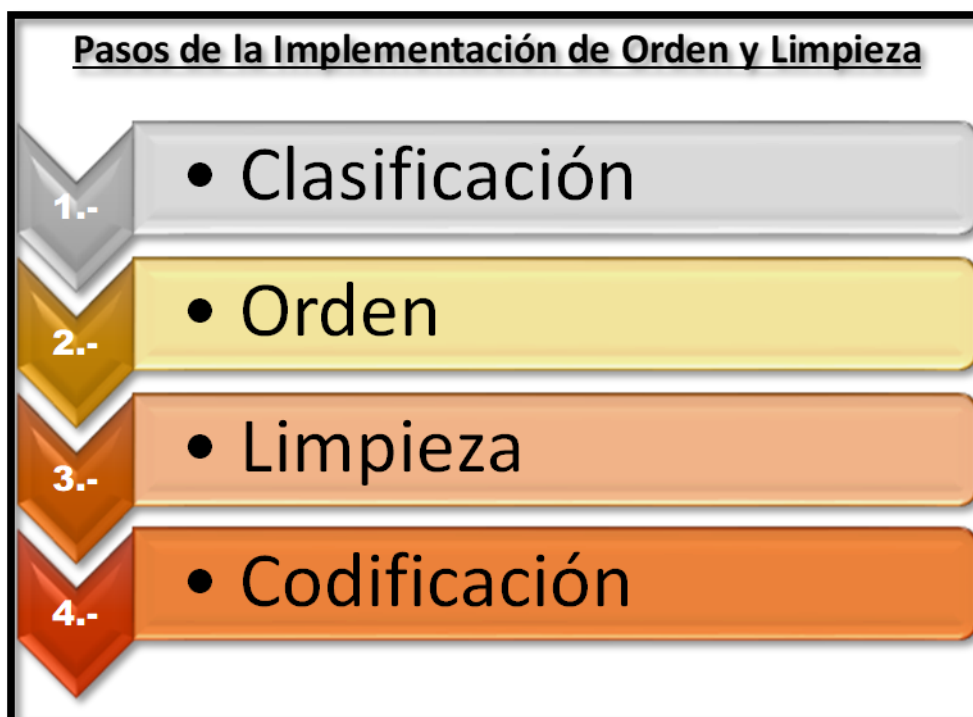 Pasos de la Implementación de Orden y Limpieza
1.- • Clasificación
2.- • Orden
3.- • Limpieza
4.- • Codificación